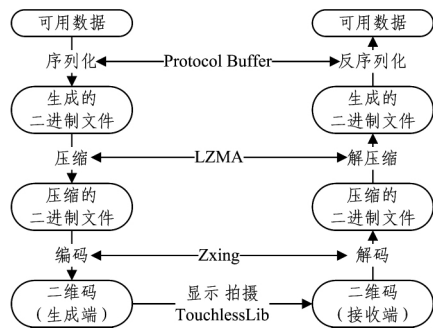 可用数据
可用数据
序列化
Protocol Buffer
反序列化
生成的
二进制文件
生成的
二进制文件
压缩
LZMA
解压缩
压缩的
二进制文件
压缩的
二进制文件
编码
Zxing
解码
二维码
(生成端)
显示 拍摄
TouchlessLib
二维码
(接收端)